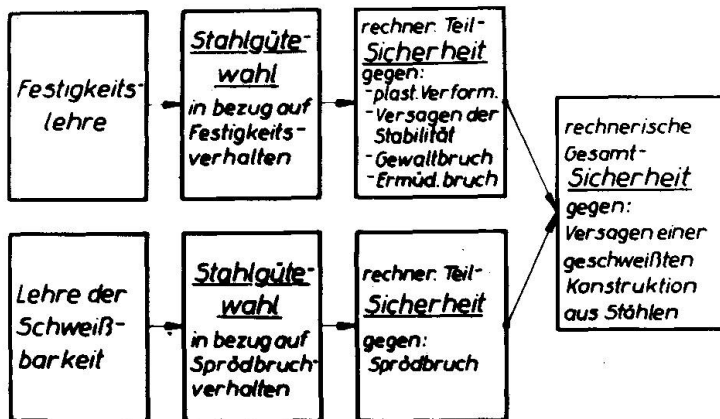 Festigkeits-
lehre
Stahlgüte-
wahl
in bezug auf
Festigkeits-
verhalten
rechner. Teil-
Sicherheit
gegen:
-plast. Verform.
-Versagen der
Stabilität
-Gewaltbruch
-Ermüd. bruch
Lehre der
Schweiß-
barkeit
Stahlgüte-
wahl
in bezug auf
Sprödbruch-
verhalten
rechner. Teil-
Sicherheit
gegen:
Sprödbruch
rechnerische
Gesamt-
Sicherheit
gegen:
Versagen einer
geschweißten
Konstruktion
aus Stählen